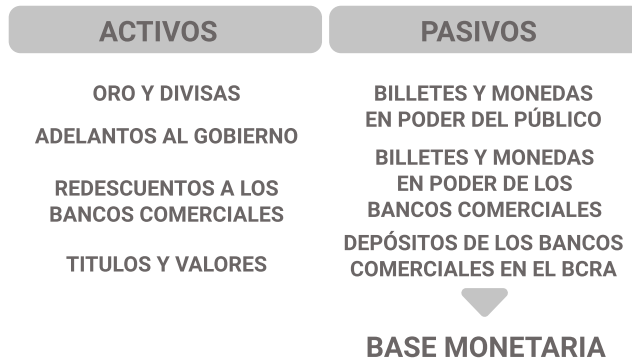 ACTIVOS
ORO Y DIVISAS
ADELANTOS AL GOBIERNO
REDESCUENTOS A LOS
BANCOS COMERCIALES
TITULOS Y VALORES
PASIVOS
BILLETES Y MONEDAS
EN PODER DEL PÚBLICO
BILLETES Y MONEDAS
EN PODER DE LOS
BANCOS COMERCIALES
DEPÓSITOS DE LOS BANCOS
COMERCIALES EN EL BCRA
BASE MONETARIA